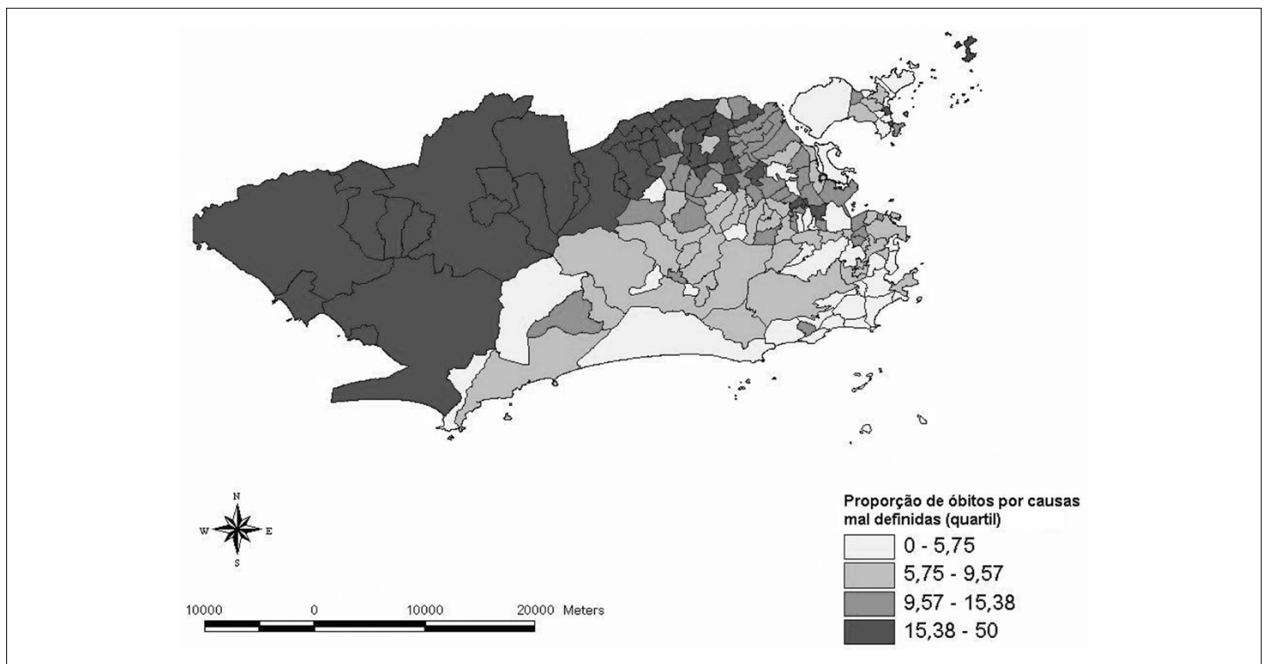 N
W E
S
10000 0 10000 20000 Meters
Proporção de óbitos por causas
mal definidas (quartil)
0 - 5,75
5,75 - 9,57
9,57 - 15,38
15,38 - 50